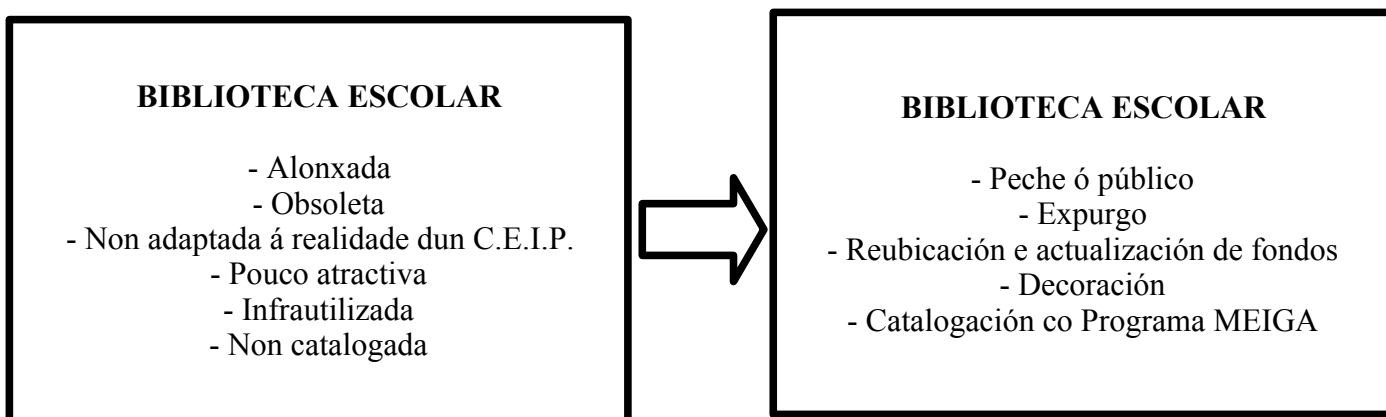 BIBLIOTECA ESCOLAR
- Alonxada
- Obsoleta
- Non adaptada á realidade dun C.E.I.P.
- Pouco atractiva
- Infrautilizada
- Non catalogada
BIBLIOTECA ESCOLAR
- Peche ó público
- Expurgo
- Reubicación e actualización de fondos
- Decoración
- Catalogación co Programa MEIGA